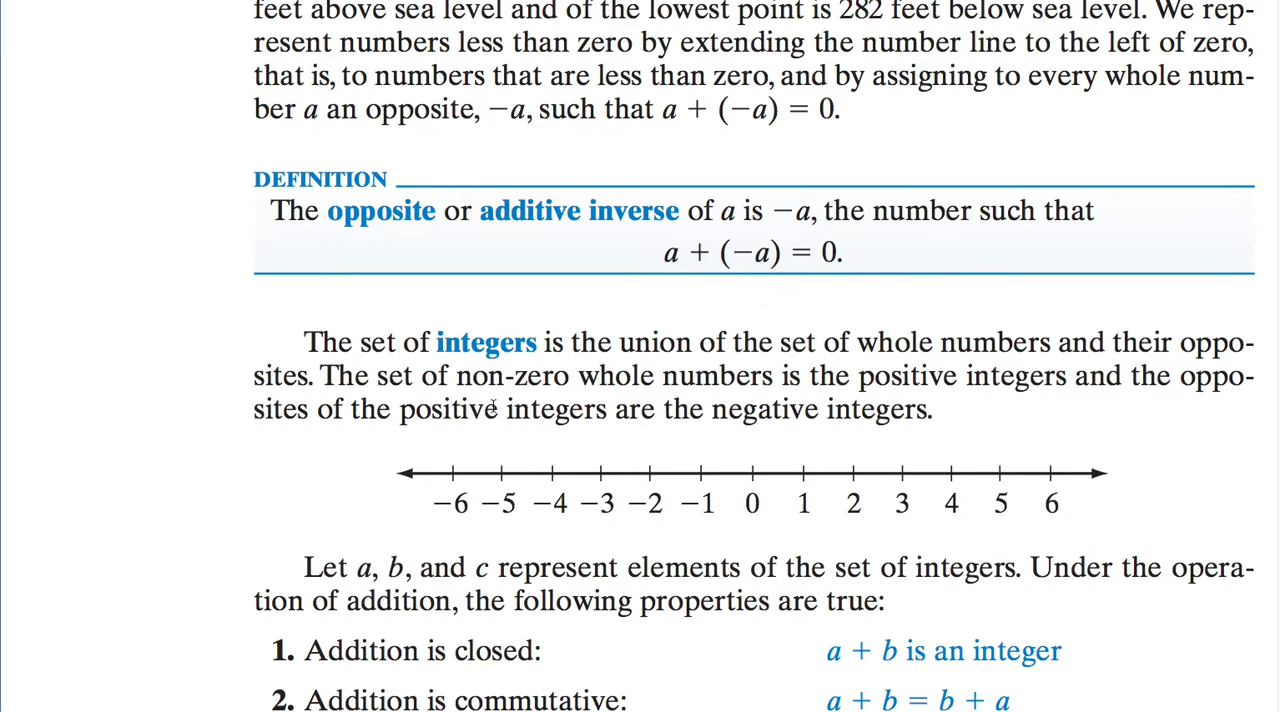 feet above sea level and of the lowest point is 282 feet below sea level. We rep-
resent numbers less than zero by extending the number line to the left of zero,
that is, to numbers that are less than zero, and by assigning to every whole num-
ber a an opposite, −a, such that a + (−a) = 0.
DEFINITION
The opposite or additive inverse of a is −a, the number such that
a + (−a) = 0.
The set of integers is the union of the set of whole numbers and their oppo-
sites. The set of non-zero whole numbers is the positive integers and the oppo-
sites of the positive integers are the negative integers.
−6 −5 −4 −3 −2 −1 0 1 2 3 4 5 6
Let a, b, and c represent elements of the set of integers. Under the opera-
tion of addition, the following properties are true:
1. Addition is closed: a + b is an integer
2. Addition is commutative: a + b = b + a